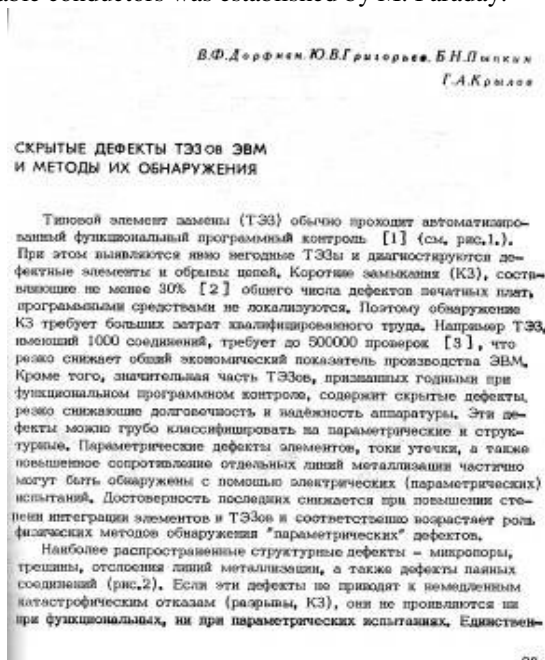 able conductors was established by M. Faraday.
В.Ф.Дорфман, Ю.В.Григорьев, Б.Н.Пыпкин
Г.А.Крылов
СКРЫТЫЕ ДЕФЕКТЫ ТЭЗов ЭВМ
И МЕТОДЫ ИХ ОБНАРУЖЕНИЯ
Типовой элемент замены (ТЭЗ) обычно проходит автоматизиро-
ванный функциональный программный контроль [1] (см. рис.1.).
При этом выявляются явно негодные ТЭЗы и диагностируются де-
фектные элементы и обрывы цепей. Короткие замыкания (КЗ), состав-
вляющие не менее 30% [2] общего числа дефектов печатных плат,
программными средствами не локализуются. Поэтому обнаружение
КЗ требует больших затрат квалифицированного труда. Например ТЭЗ,
имеющий 1000 соединений, требует до 500000 проверок [3], что
резко снижает общий экономический показатель производства ЭВМ.
Кроме того, значительная часть ТЭЗов, признанных годными при
функциональном программном контроле, содержит скрытые дефекты,
резко снижающие долговечность и надёжность аппаратуры. Эти де-
фекты можно грубо классифицировать на параметрические и струк-
турные. Параметрические дефекты элементов, токи утечки, а также
повышенное сопротивление отдельных линий металлизации частично
могут быть обнаружены с помощью электрических (параметрических)
испытаний. Достоверность последних снижается при повышении сте-
пени интеграции элементов и ТЭЗов и соответственно возрастает роль
физических методов обнаружения "параметрических" дефектов.
Наиболее распространенные структурные дефекты - микропоры,
трещины, отслоения линий металлизации, а также дефекты паяных
соединений (рис.2). Если эти дефекты не приводят к немедленным
катастрофическим отказам (разрывы, КЗ), они не проявляются ни
при функциональных, ни при параметрических испытаниях. Единствен-